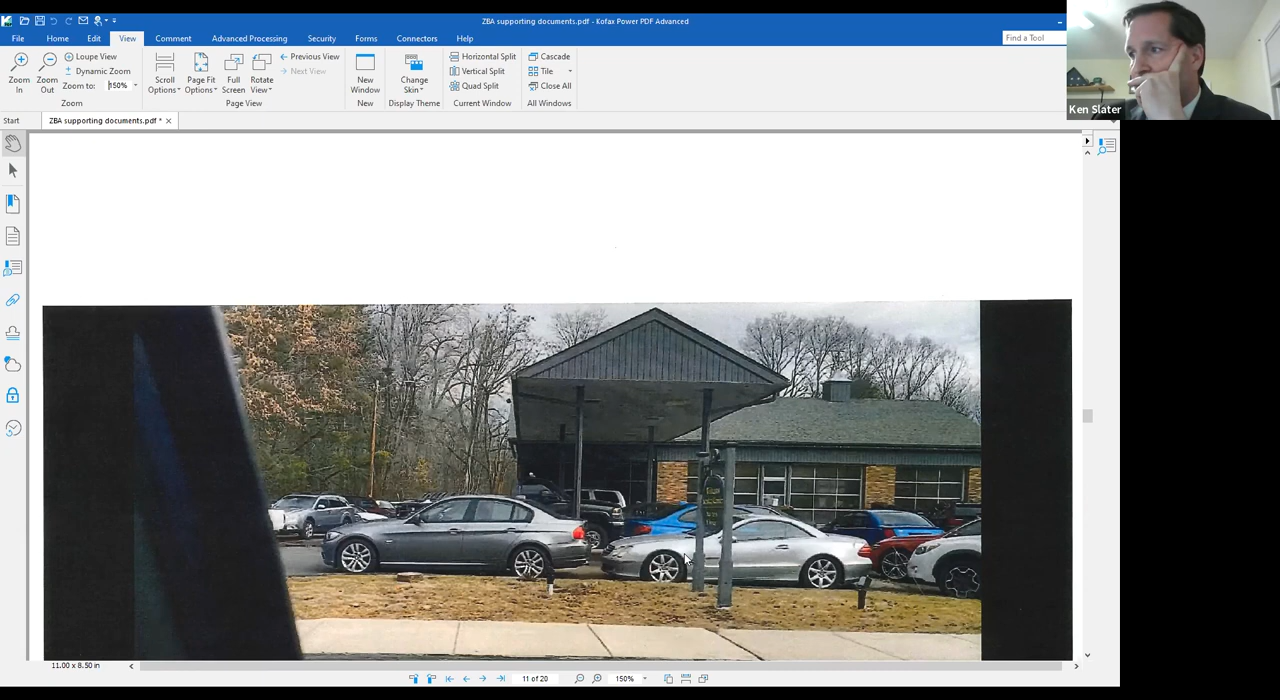 ZBA supporting documents.pdf - Kofax Power PDF Advanced
File Home Edit View Comment Advanced Processing Security Forms Connectors Help
Find a Tool
Zoom In
Zoom Out
Loupe View
Dynamic Zoom
Zoom to: 150%
Zoom
Scroll Options
Page Fit Options
Full Screen
Rotate View
Previous View
Next View
Page View
New Window
New
Change Skin
Display Theme
Horizontal Split
Vertical Split
Quad Split
Current Window
Cascade
Tile
Close All
All Windows
Ken Slater
Start
ZBA supporting documents.pdf *
11.00 x 8.50 in
11 of 20
150%